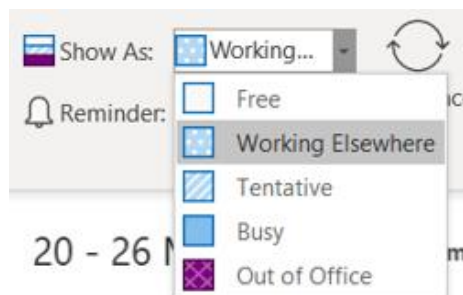 Show As: Working...
Reminder:
Free
Working Elsewhere
Tentative
Busy
Out of Office
20 - 26